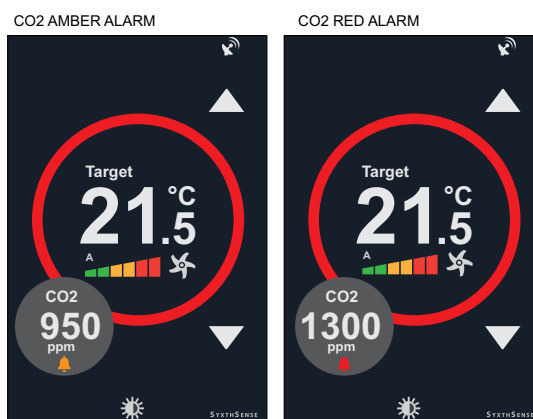 CO2 AMBER ALARM
Target
21.5 °C
A
CO2
950
ppm
SYXTHSENSE
CO2 RED ALARM
Target
21.5 °C
A
CO2
1300
ppm
SYXTHSENSE